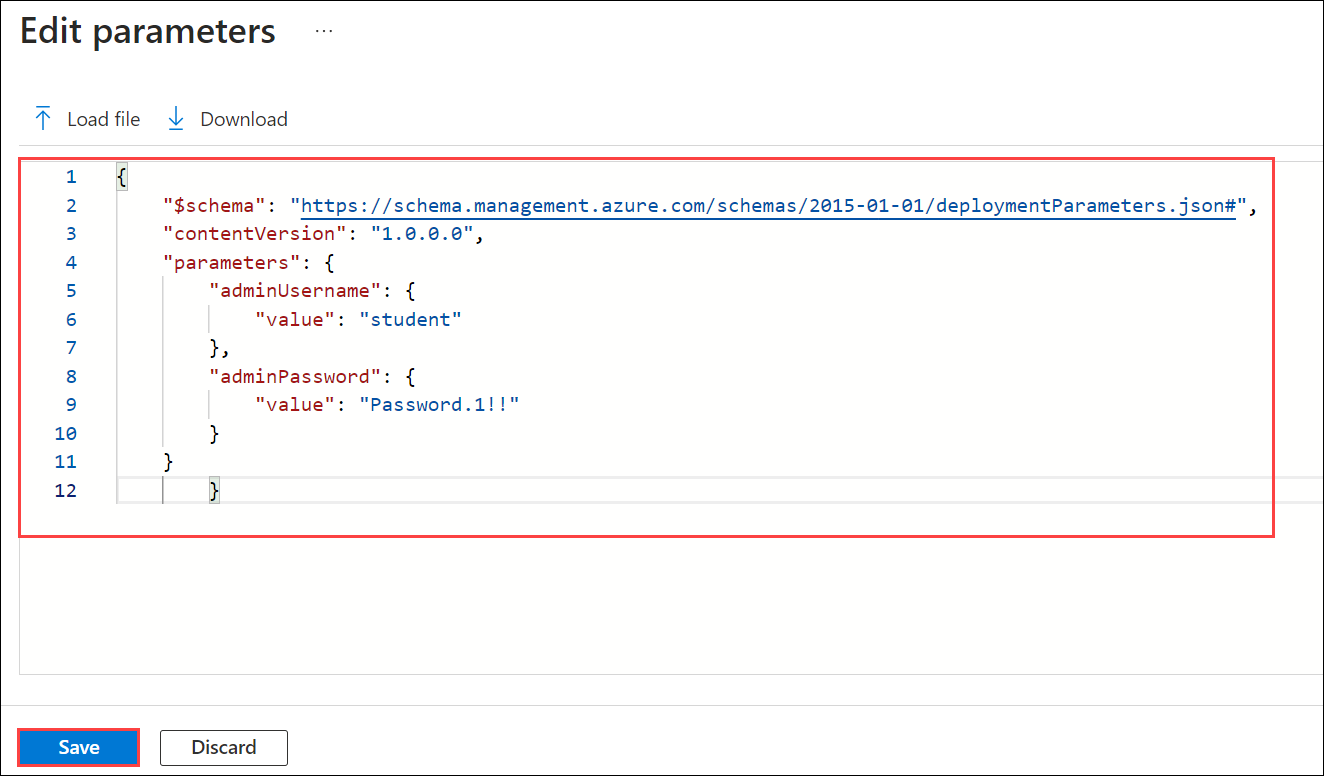 Edit parameters ...
Load file Download
1 {
2 "$schema": "https://schema.management.azure.com/schemas/2015-01-01/deploymentParameters.json#",
3 "contentVersion": "1.0.0.0",
4 "parameters": {
5 "adminUsername": {
6 "value": "student"
7 },
8 "adminPassword": {
9 "value": "Password.1!!"
10 }
11 }
12 }
Save Discard